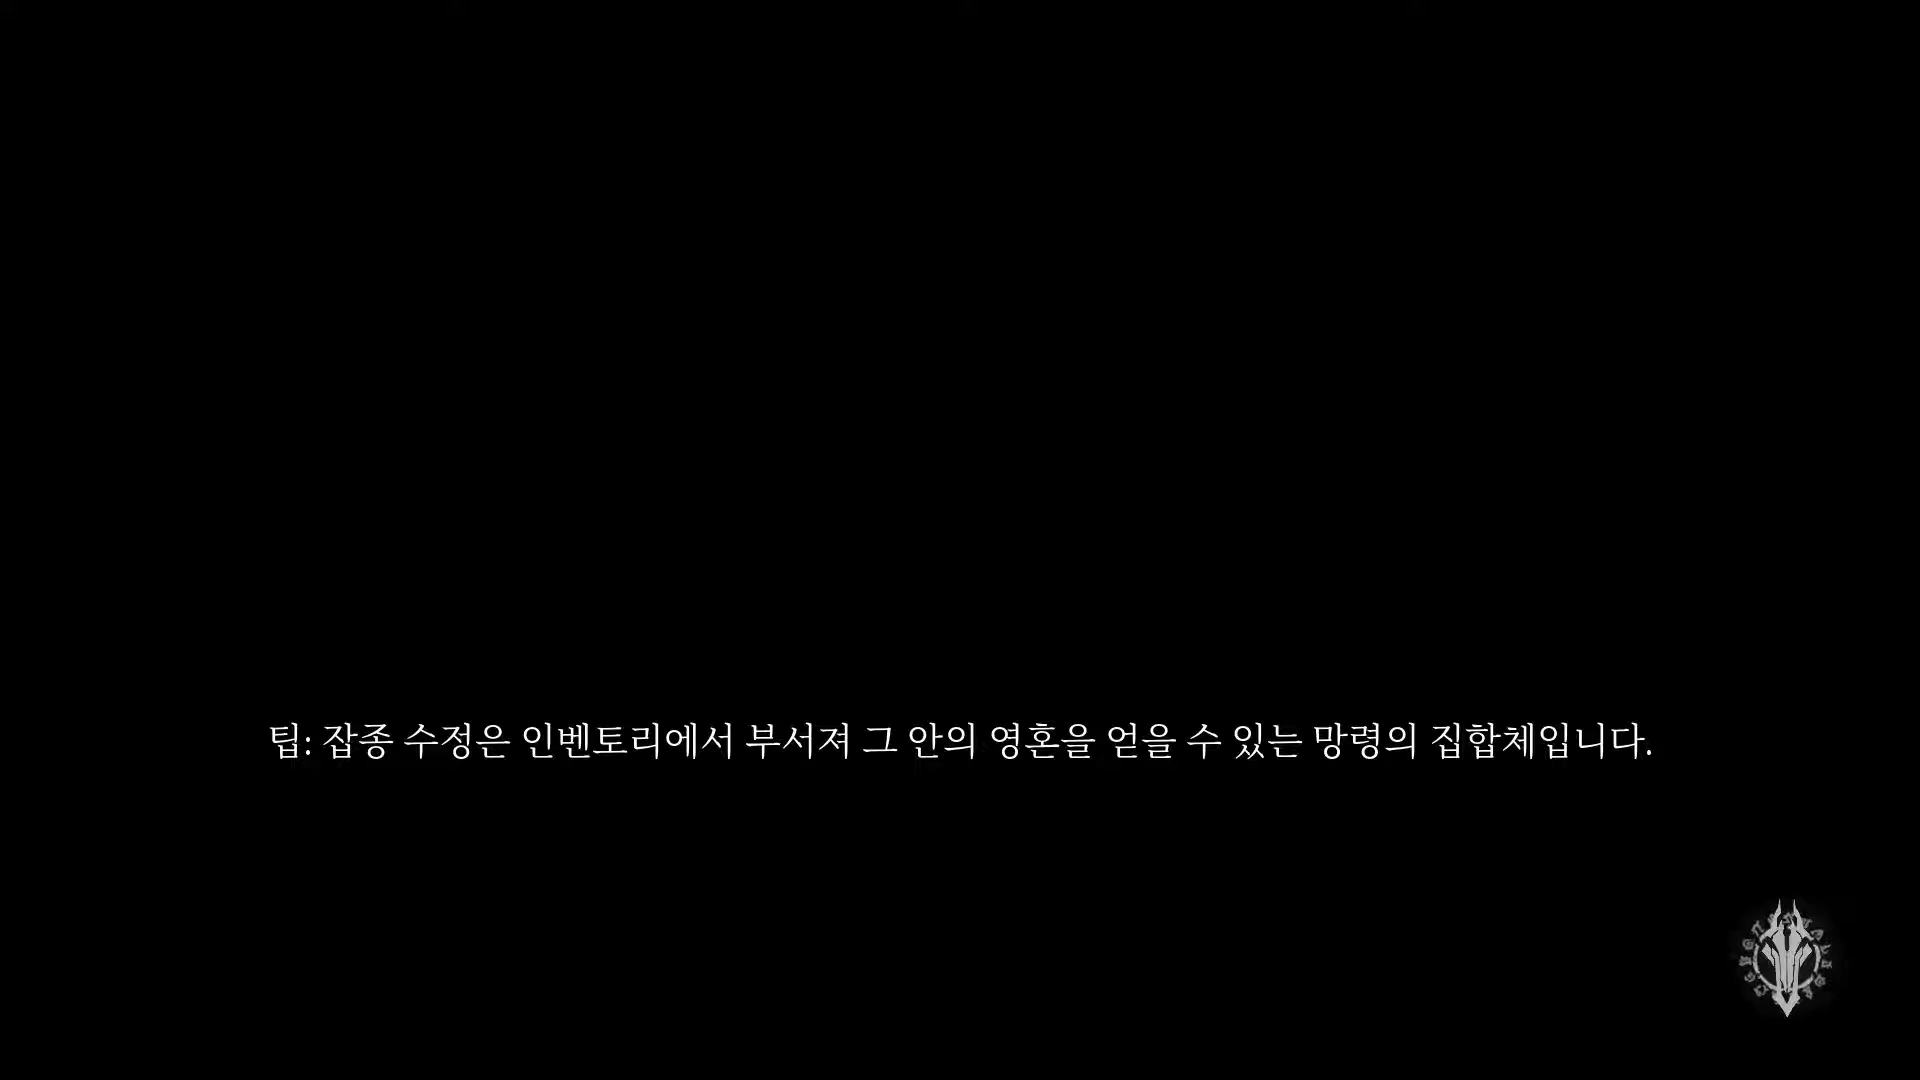 팁: 잡종 수정은 인벤토리에서 부서져 그 안의 영혼을 얻을 수 있는 망령의 집합체입니다.